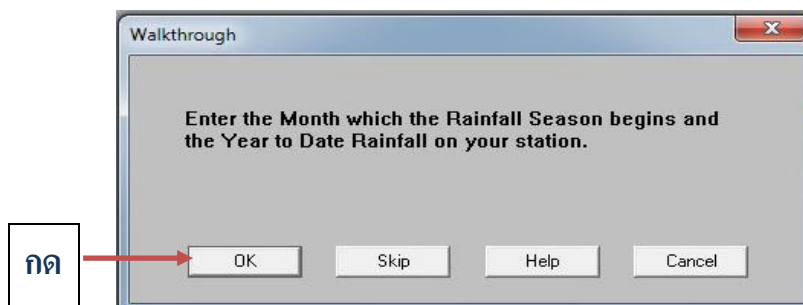 Walkthrough
Enter the Month which the Rainfall Season begins and
the Year to Date Rainfall on your station.
กด
OK Skip Help Cancel